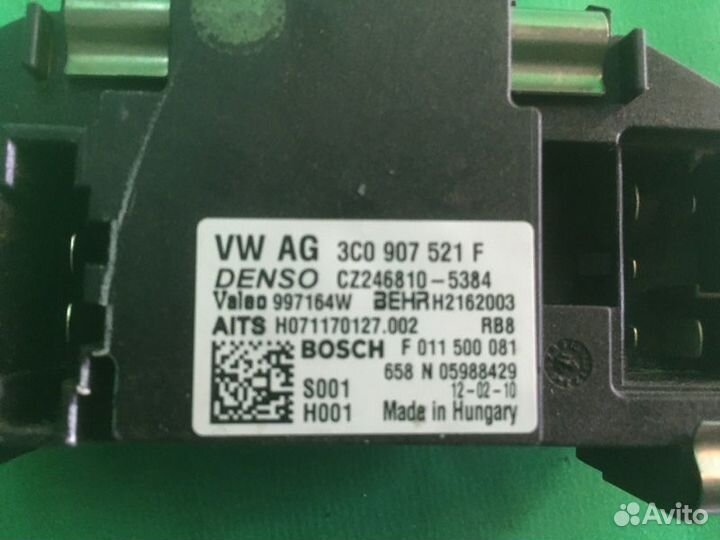 VW AG 3C0 907 521 F
DENSO CZ246810-5384
Valeo 997164W BEHR H2162003
AITS H071170127.002 RB8
BOSCH F 011 500 081
658 N 05988429
S001 12-02-10
H001 Made in Hungary
Avito